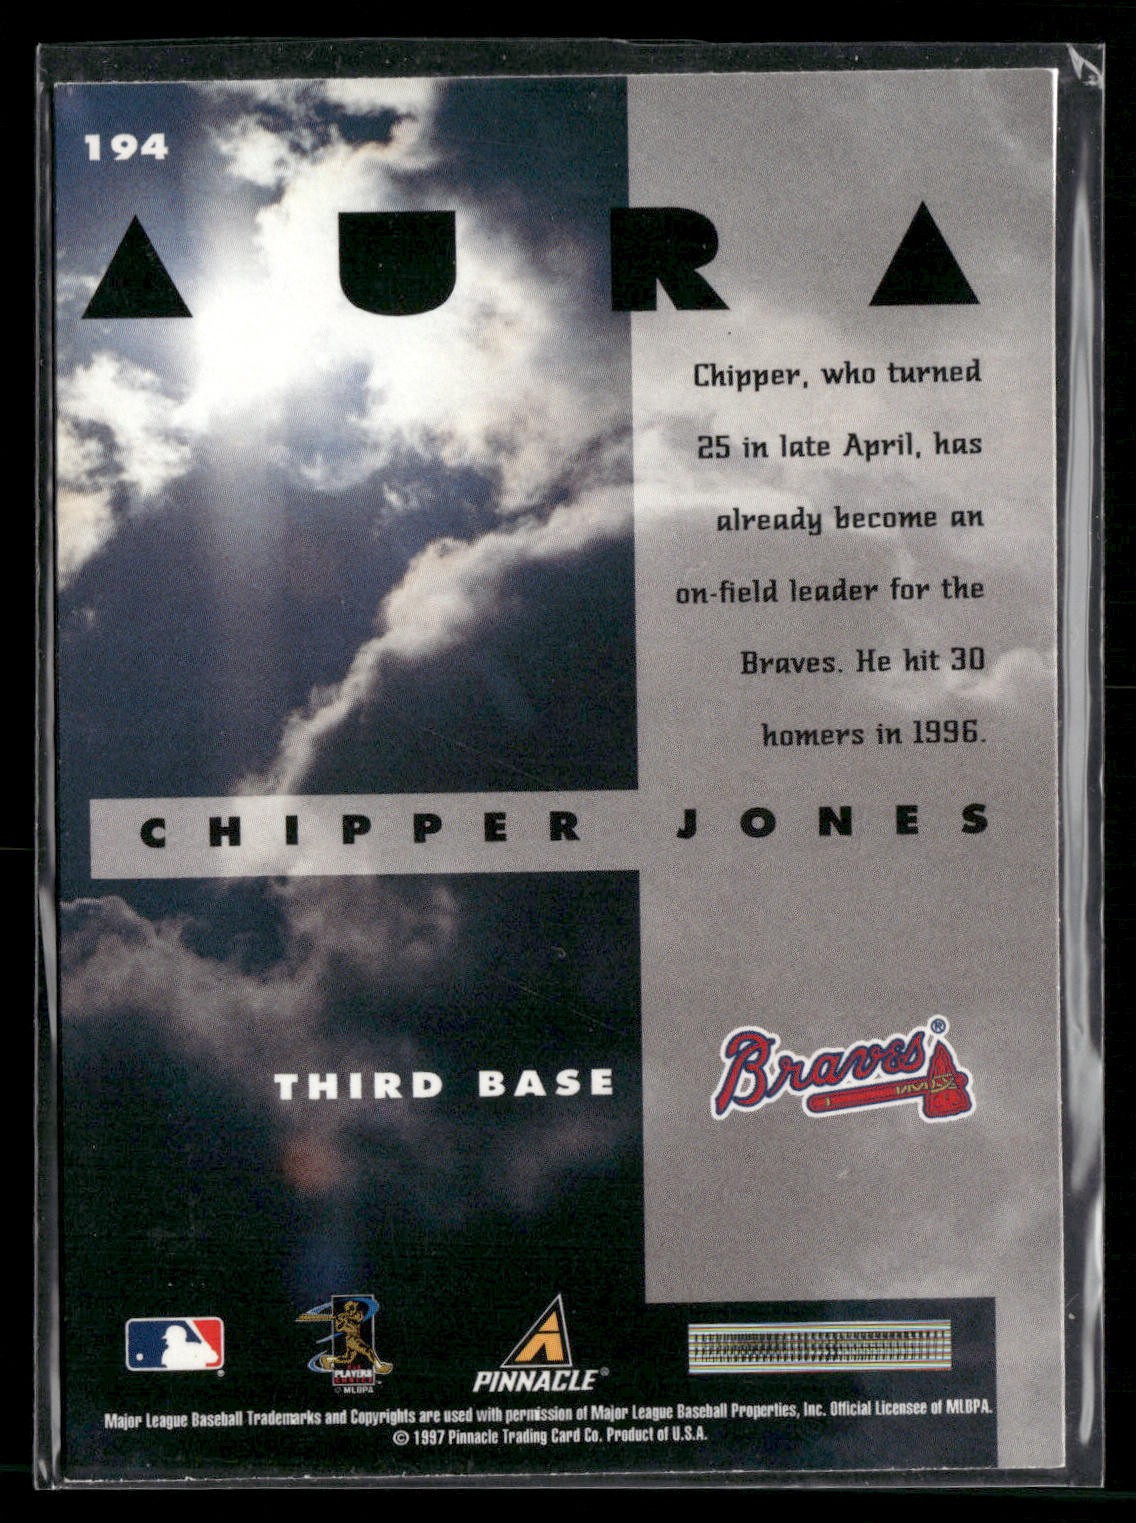 194
AURA
Chipper, who turned
25 in late April, has
already become an
on-field leader for the
Braves. He hit 30
homers in 1996.
CHIPPER JONES
THIRD BASE
Braves®
PLAYERS
CHOICE
© MLBPA
PINNACLE®
Major League Baseball Trademarks and Copyrights are used with permission of Major League Baseball Properties, Inc. Official Licensee of MLBPA.
© 1997 Pinnacle Trading Card Co. Product of U.S.A.